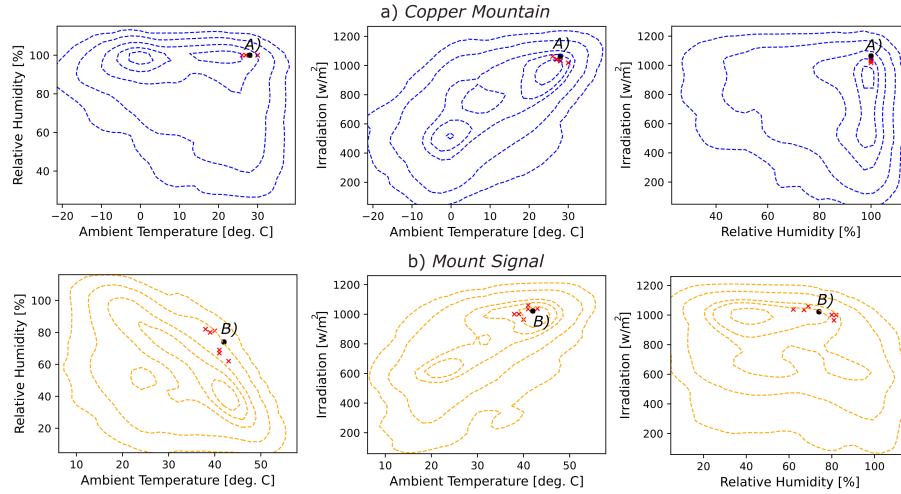 a) Copper Mountain
A)
100
80
60
40
−20 −10 0 10 20 30
Relative Humidity [%]
Ambient Temperature [deg. C]
A)
1200
1000
800
600
400
200
−20 −10 0 10 20 30
Irradiation [w/m²]
Ambient Temperature [deg. C]
A)
1200
1000
800
600
400
200
40 60 80 100
Irradiation [w/m²]
Relative Humidity [%]
b) Mount Signal
B)
100
80
60
40
20
10 20 30 40 50
Relative Humidity [%]
Ambient Temperature [deg. C]
B)
1200
1000
800
600
400
200
10 20 30 40 50
Irradiation [w/m²]
Ambient Temperature [deg. C]
B)
1200
1000
800
600
400
200
20 40 60 80 100
Irradiation [w/m²]
Relative Humidity [%]